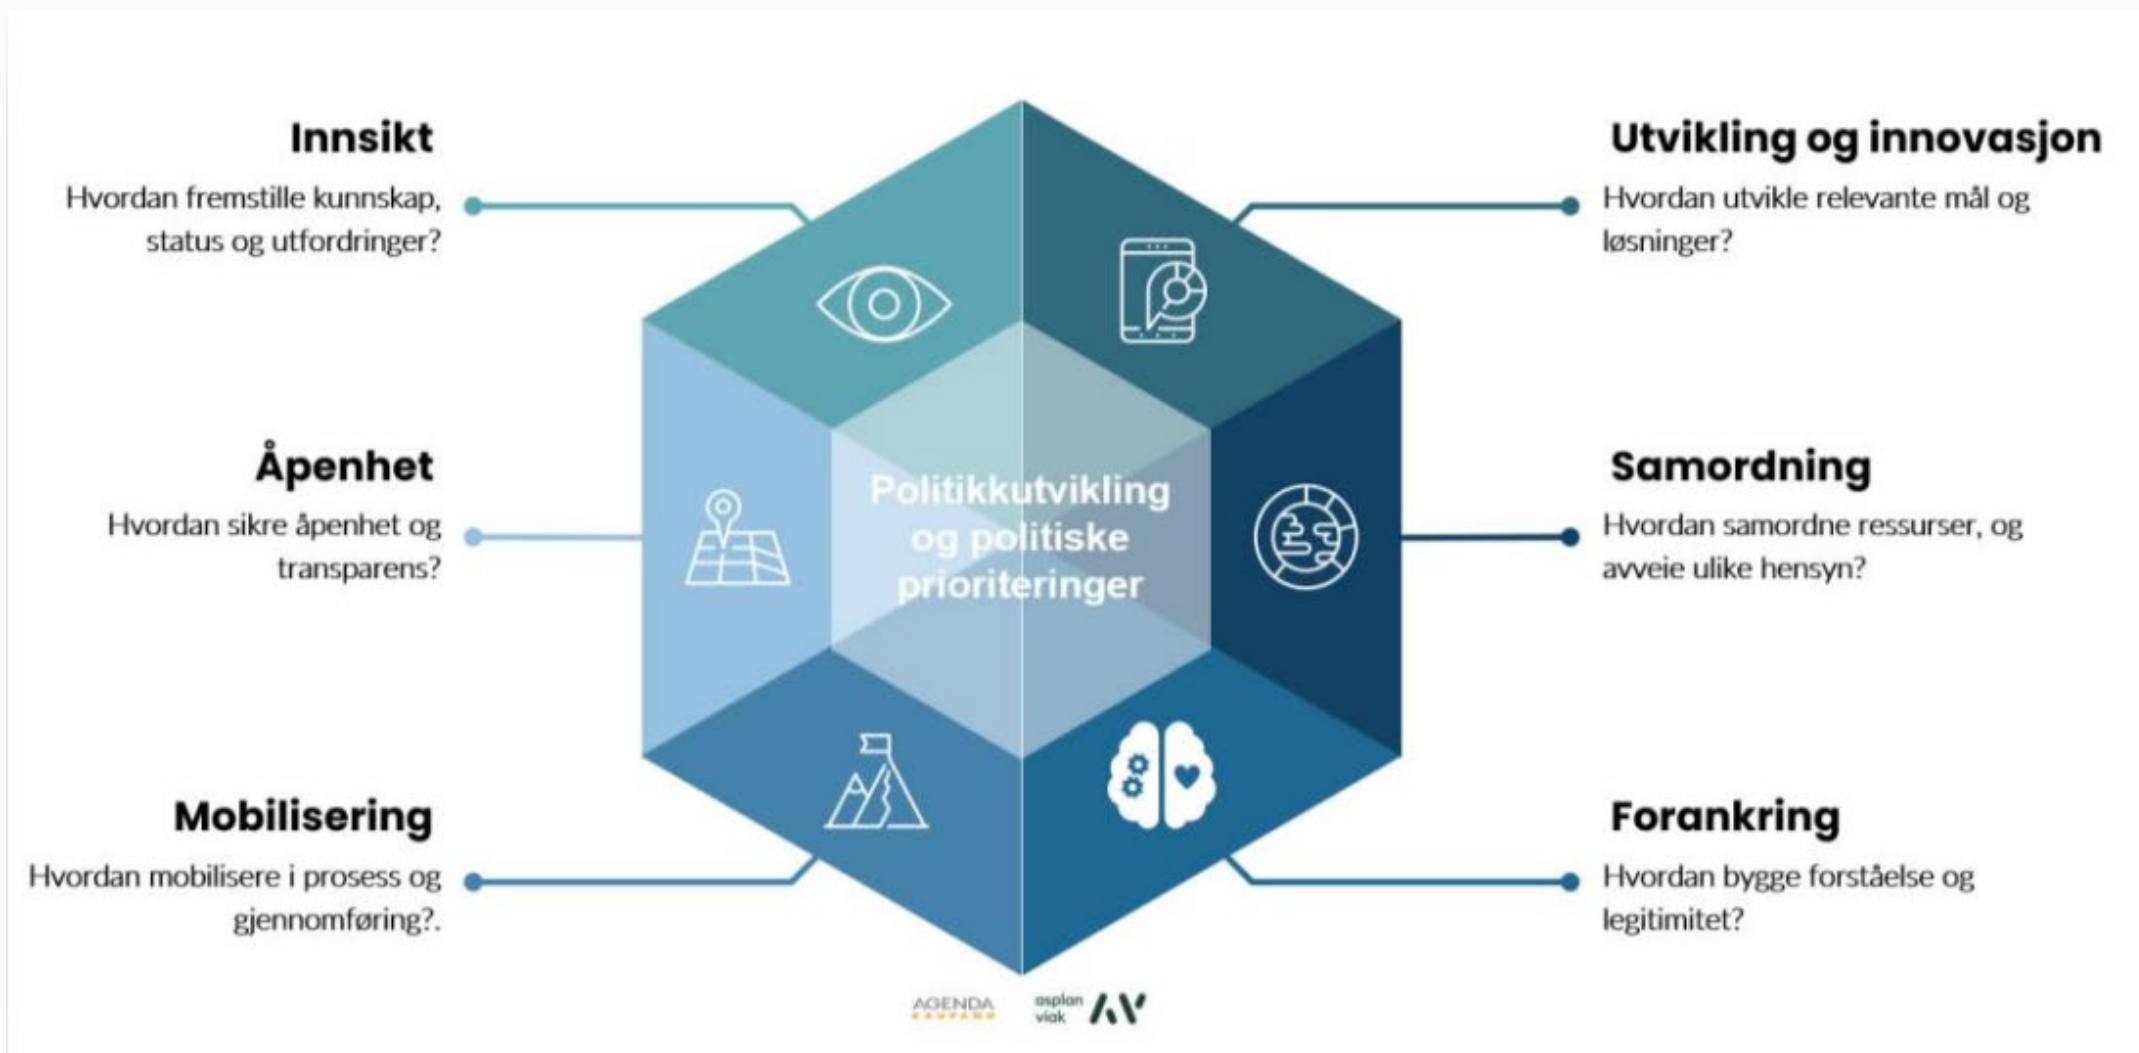 Innsikt
Hvordan fremstille kunnskap,
status og utfordringer?
Åpenhet
Hvordan sikre åpenhet og
transparens?
Mobilisering
Hvordan mobilisere i prosess og
gjennomføring?.
Politikkutvikling
og politiske
prioriteringer
Utvikling og innovasjon
Hvordan utvikle relevante mål og
løsninger?
Samordning
Hvordan samordne ressurser, og
avveie ulike hensyn?
Forankring
Hvordan bygge forståelse og
legitimitet?
AGENDA
KAUPANG
asplan
viak